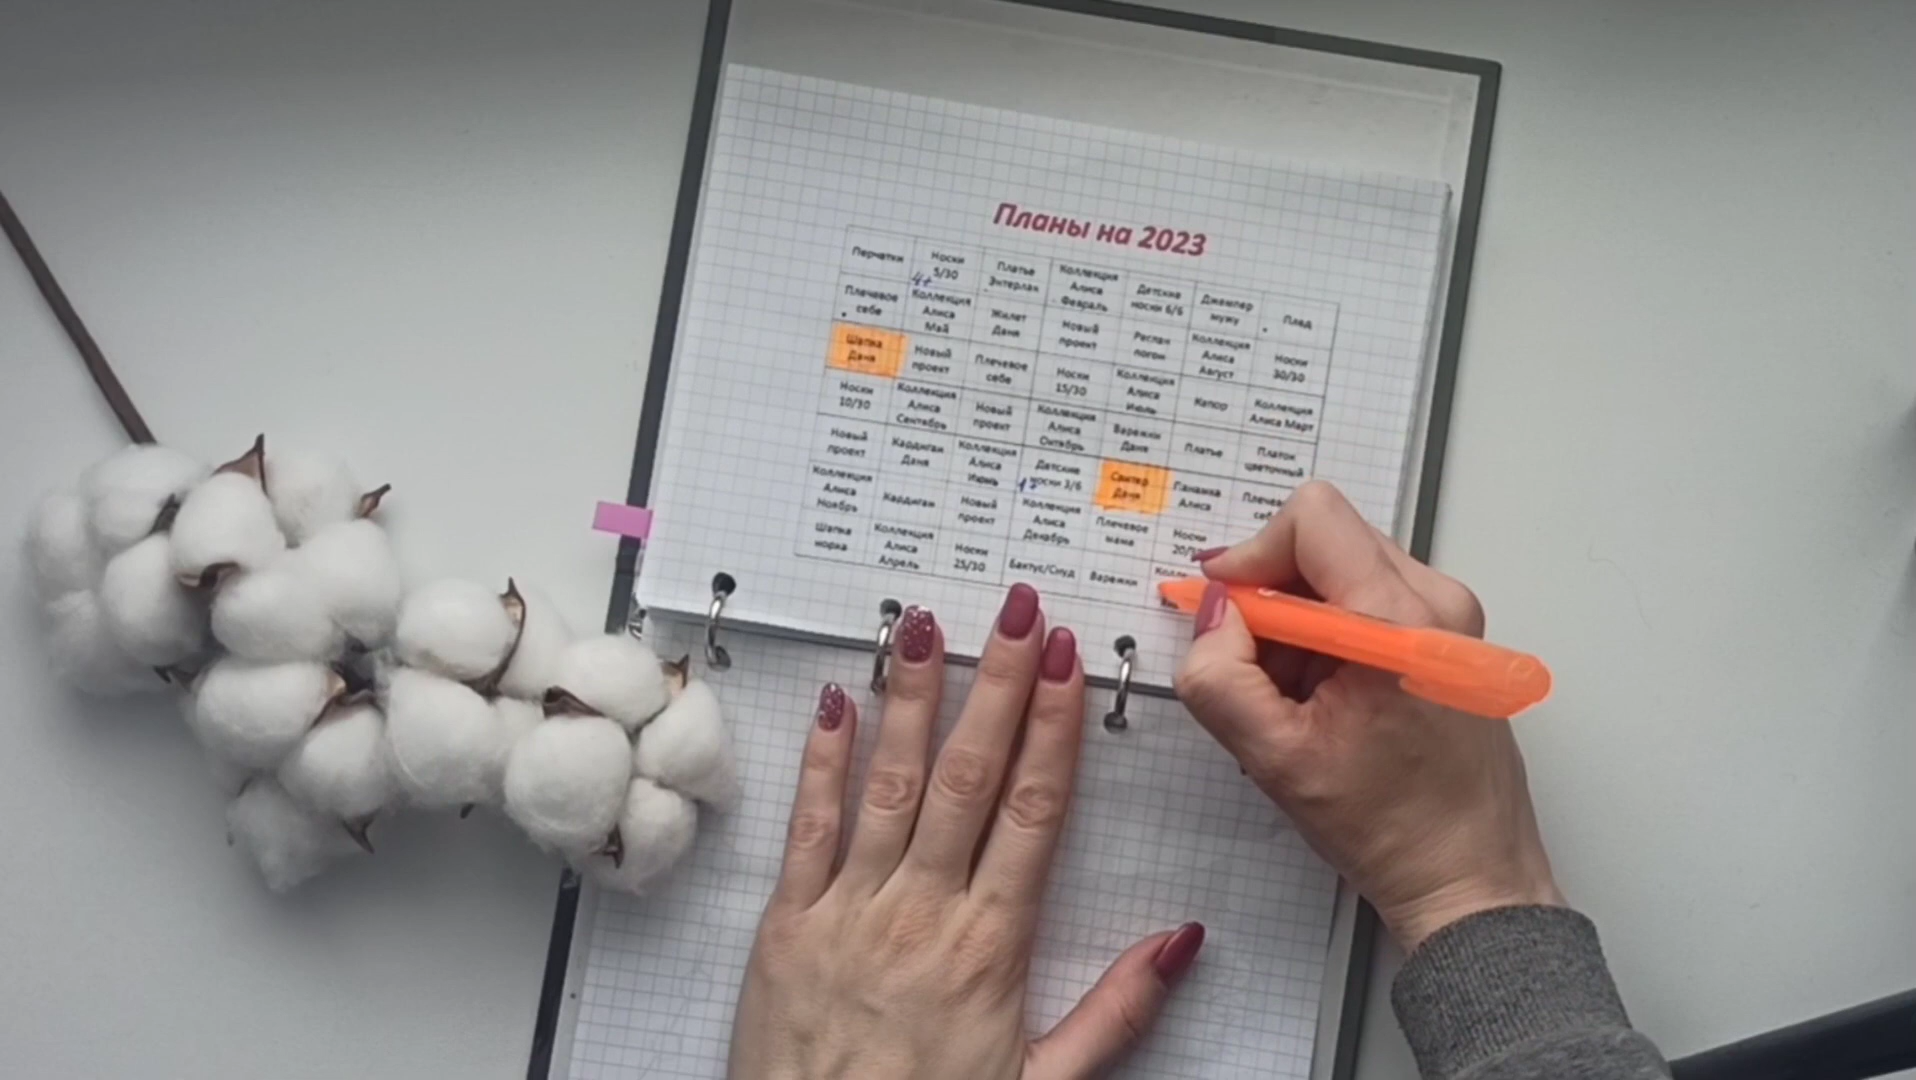 Планы на 2023
Перчатки
Носки
5/30
4+
Платье
Энтерлак
Коллекция
Алиса
Февраль
Детские
носки 6/6
Джемпер
мужу
Плед
Плечевое
себе
Коллекция
Алиса
Май
Жилет
Даня
Новый
проект
Реглан
погон
Коллекция
Алиса
Август
Носки
30/30
Шапка
Даня
Новый
проект
Плечевое
себе
Носки
15/30
Коллекция
Алиса
Июль
Капор
Коллекция
Алиса Март
Носки
10/30
Коллекция
Алиса
Сентябрь
Новый
проект
Коллекция
Алиса
Октябрь
Варежки
Даня
Платье
Платок
цветочный
Новый
проект
Кардиган
Даня
Коллекция
Алиса
Июнь
Детские
носки 3/6
Свитер
Даня
Панамка
Алиса
Коллекция
Алиса
Ноябрь
Кардиган
Новый
проект
Коллекция
Алиса
Декабрь
Плечевое
мама
Носки
Шапка
норка
Коллекция
Алиса
Апрель
Носки
25/30
Бактус/Снуд
Варежки